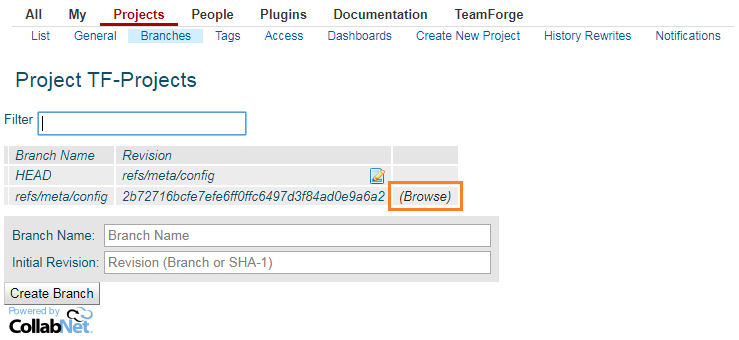 All My Projects People Plugins Documentation TeamForge
List General Branches Tags Access Dashboards Create New Project History Rewrites Notifications
Project TF-Projects
Filter
Branch Name Revision
HEAD refs/meta/config
refs/meta/config 2b72716bcfe7efe6ff0ffc6497d3f84ad0e9a6a2 (Browse)
Branch Name: Branch Name
Initial Revision: Revision (Branch or SHA-1)
Create Branch
Powered by
CollabNet.